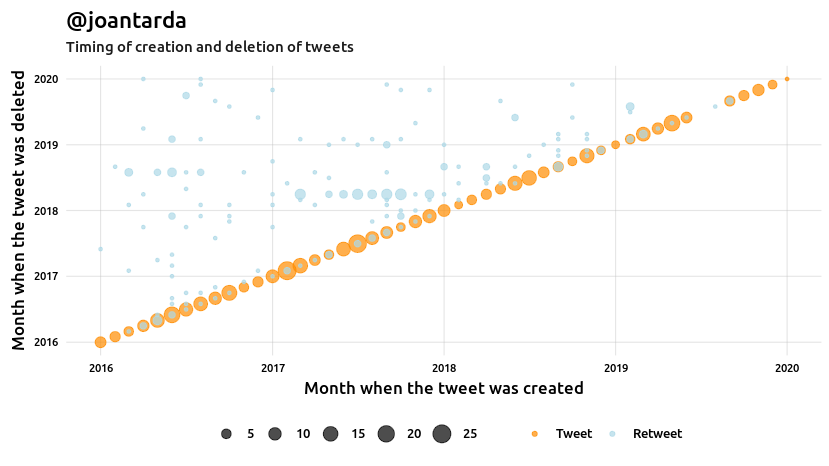 @joantarda
Timing of creation and deletion of tweets
Month when the tweet was deleted
2020
2019
2018
2017
2016
2016 2017 2018 2019 2020
Month when the tweet was created
5 10 15 20 25 Tweet Retweet